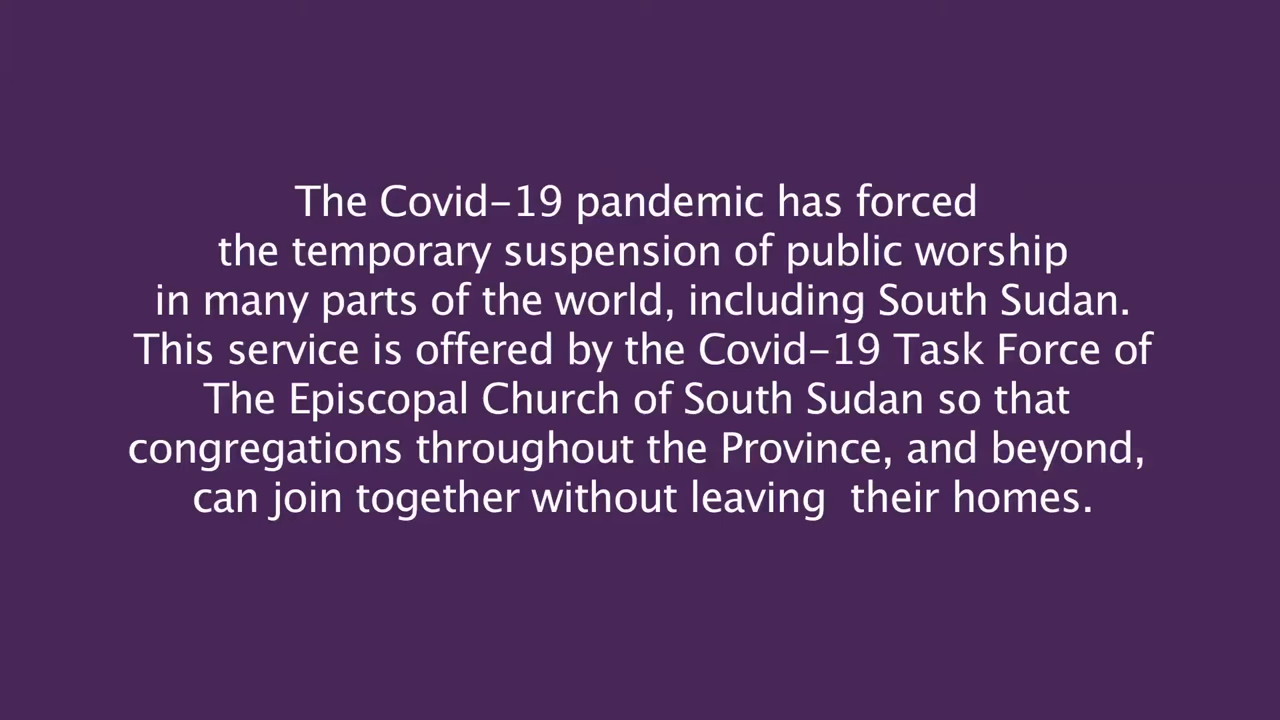 The Covid-19 pandemic has forced
the temporary suspension of public worship
in many parts of the world, including South Sudan.
This service is offered by the Covid-19 Task Force of
The Episcopal Church of South Sudan so that
congregations throughout the Province, and beyond,
can join together without leaving  their homes.